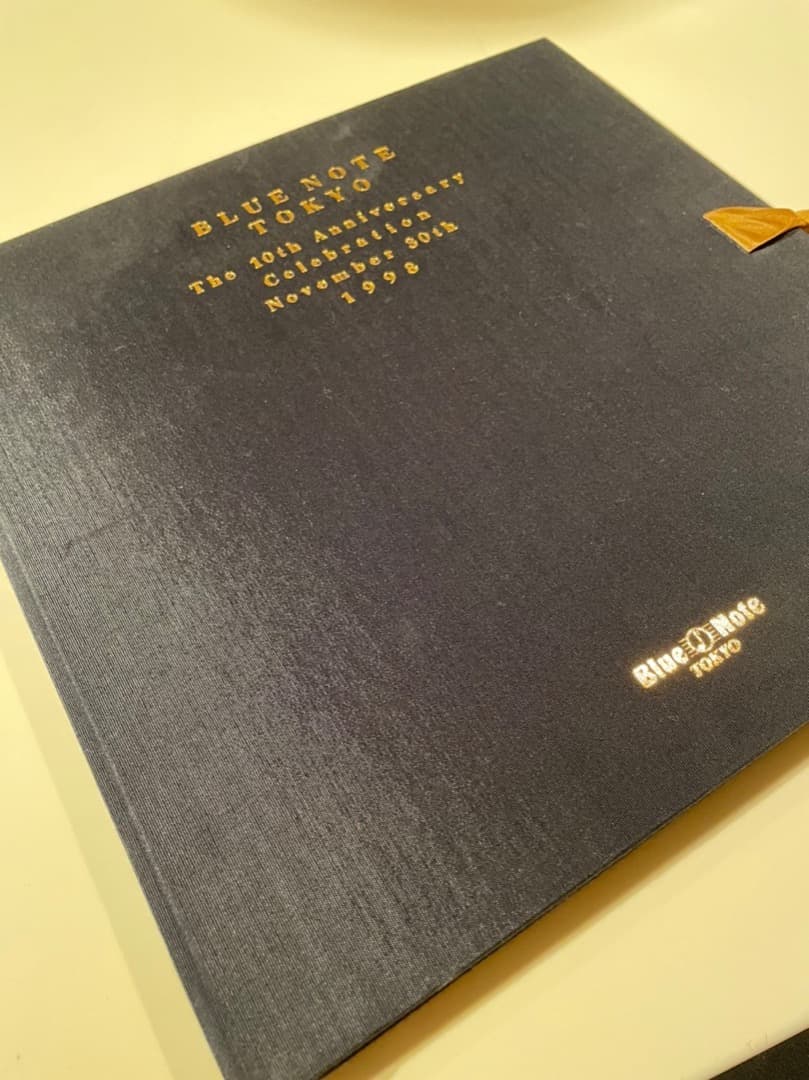 BLUE NOTE
TOKYO
The 10th Anniversary
Celebration
November 30th
1998
Blue Note
TOKYO